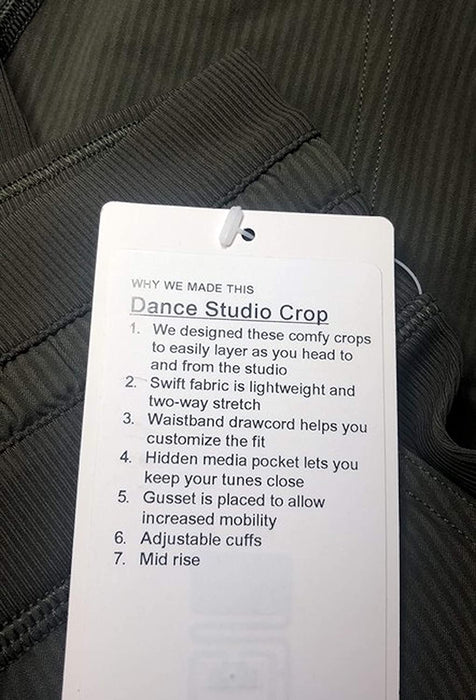 WHY WE MADE THIS
Dance Studio Crop
1. We designed these comfy crops
to easily layer as you head to
and from the studio
2. Swift fabric is lightweight and
two-way stretch
3. Waistband drawcord helps you
customize the fit
4. Hidden media pocket lets you
keep your tunes close
5. Gusset is placed to allow
increased mobility
6. Adjustable cuffs
7. Mid rise